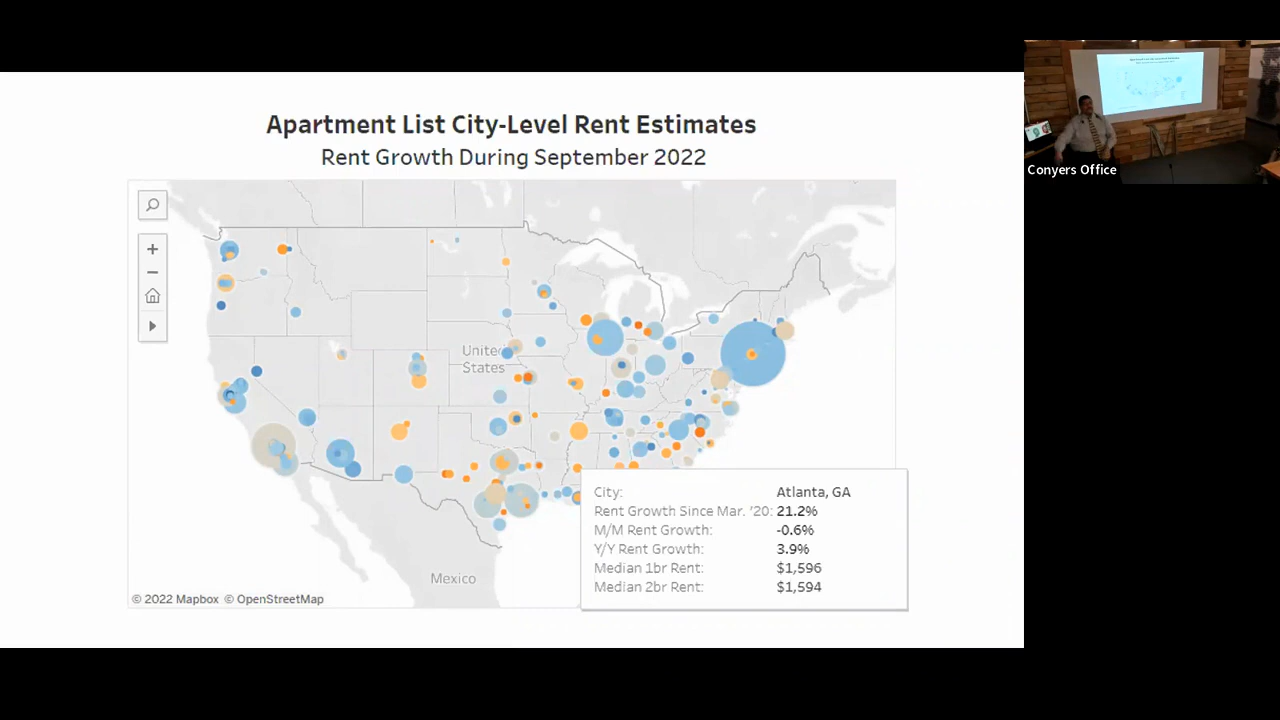 Apartment List City-Level Rent Estimates
Rent Growth During September 2022
United
States
Mexico
© 2022 Mapbox © OpenStreetMap
City: Atlanta, GA
Rent Growth Since Mar. '20: 21.2%
M/M Rent Growth: -0.6%
Y/Y Rent Growth: 3.9%
Median 1br Rent: $1,596
Median 2br Rent: $1,594
Conyers Office